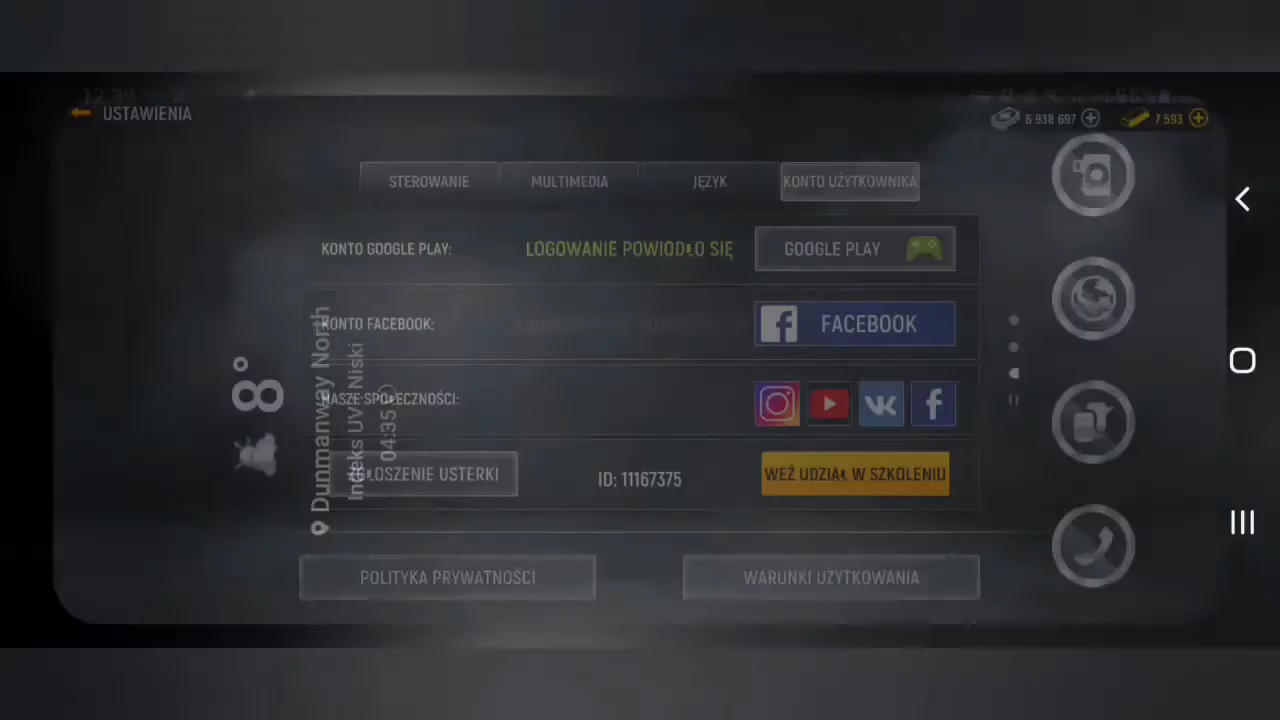 12.39
USTAWIENIA
6 938 697
7 593
STEROWANIE
MULTIMEDIA
JĘZYK
KONTO UŻYTKOWNIKA
KONTO GOOGLE PLAY:
LOGOWANIE POWIODŁO SIĘ
GOOGLE PLAY
KONTO FACEBOOK:
FACEBOOK
NASZE SPOŁECZNOŚCI:
ZGŁOSZENIE USTERKI
ID: 11167375
WEŹ UDZIAŁ W SZKOLENIU
POLITYKA PRYWATNOŚCI
WARUNKI UŻYTKOWANIA
8°
Dunmanway North
Indeks UV Niski
04:35